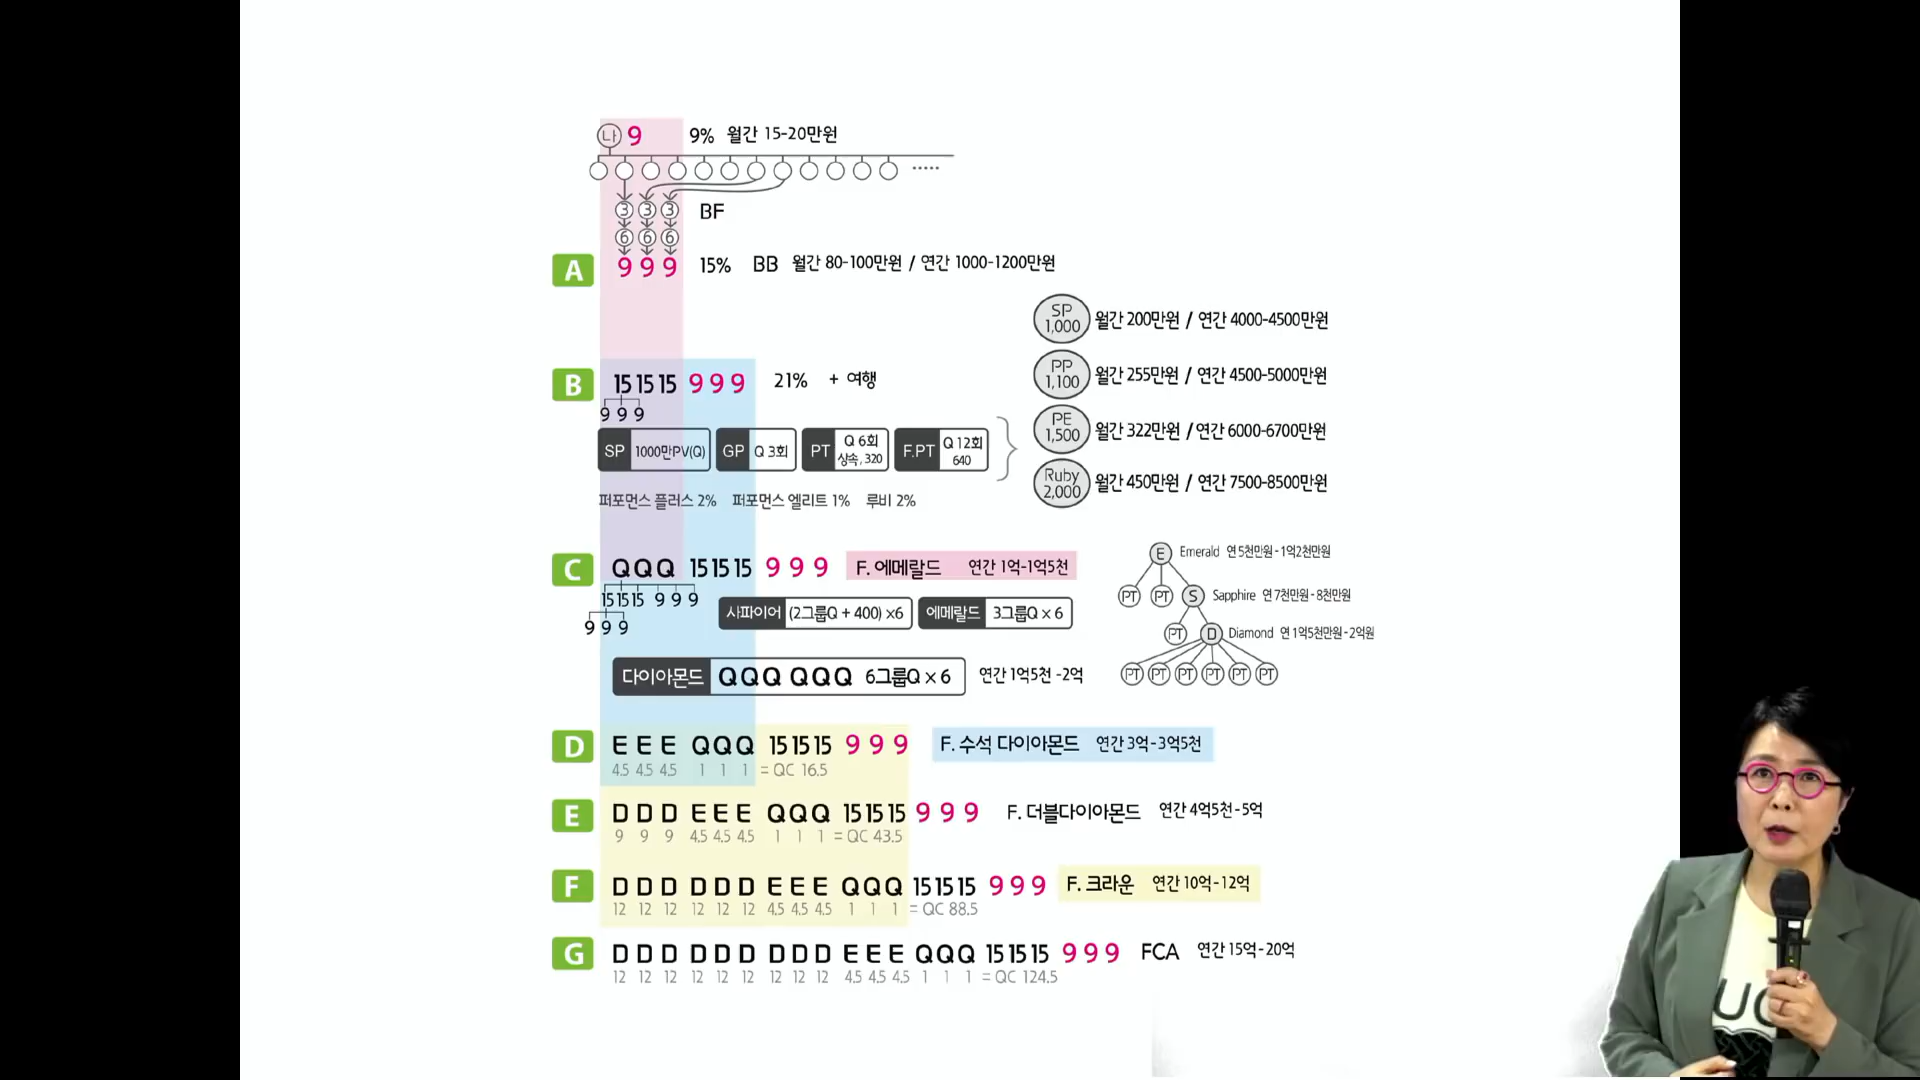 나 9 9% 월간 15-20만원
.....
3 3 3 BF
6 6 6
A 9 9 9 15% BB 월간 80-100만원 / 연간 1000-1200만원
SP 1,000 월간 200만원 / 연간 4000-4500만원
PP 1,100 월간 255만원 / 연간 4500-5000만원
PE 1,500 월간 322만원 / 연간 6000-6700만원
Ruby 2,000 월간 450만원 / 연간 7500-8500만원
B 15 15 15 9 9 9 21% + 여행
9 9 9
SP 1000만PV(Q) GP Q 3회 PT Q 6회 상속, 320 F.PT Q 12회 640
퍼포먼스 플러스 2% 퍼포먼스 엘리트 1% 루비 2%
C Q Q Q 15 15 15 9 9 9 F. 에메랄드 연간 1억-1억5천
15 15 15 9 9 9
9 9 9
사파이어 (2그룹Q + 400) ×6 에메랄드 3그룹Q × 6
E Emerald 연 5천만원 - 1억2천만원
PT PT S Sapphire 연 7천만원 - 8천만원
PT D Diamond 연 1억5천만원 - 2억원
PT PT PT PT PT PT
다이아몬드 Q Q Q Q Q Q 6그룹Q × 6 연간 1억5천 -2억
D E E E Q Q Q 15 15 15 9 9 9 F. 수석 다이아몬드 연간 3억-3억5천
4.5 4.5 4.5 1 1 1 = QC 16.5
E D D D E E E Q Q Q 15 15 15 9 9 9 F. 더블다이아몬드 연간 4억5천-5억
9 9 9 4.5 4.5 4.5 1 1 1 = QC 43.5
F D D D D D D E E E Q Q Q 15 15 15 9 9 9 F. 크라운 연간 10억-12억
12 12 12 12 12 12 4.5 4.5 4.5 1 1 1 = QC 88.5
G D D D D D D D D D E E E Q Q Q 15 15 15 9 9 9 FCA 연간 15억-20억
12 12 12 12 12 12 12 12 12 4.5 4.5 4.5 1 1 1 = QC 124.5